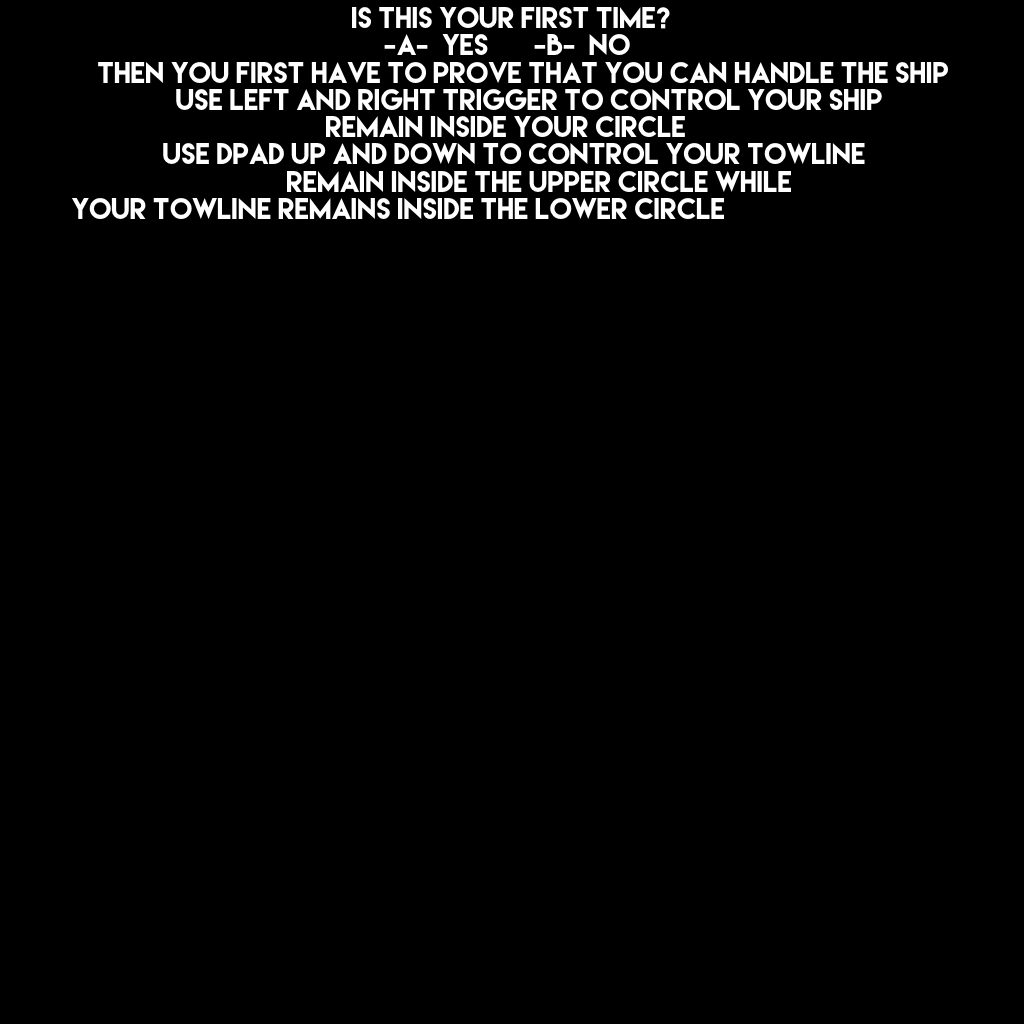 IS THIS YOUR FIRST TIME?
-A- YES -B- NO
THEN YOU FIRST HAVE TO PROVE THAT YOU CAN HANDLE THE SHIP
USE LEFT AND RIGHT TRIGGER TO CONTROL YOUR SHIP
REMAIN INSIDE YOUR CIRCLE
USE DPAD UP AND DOWN TO CONTROL YOUR TOWLINE
REMAIN INSIDE THE UPPER CIRCLE WHILE
YOUR TOWLINE REMAINS INSIDE THE LOWER CIRCLE